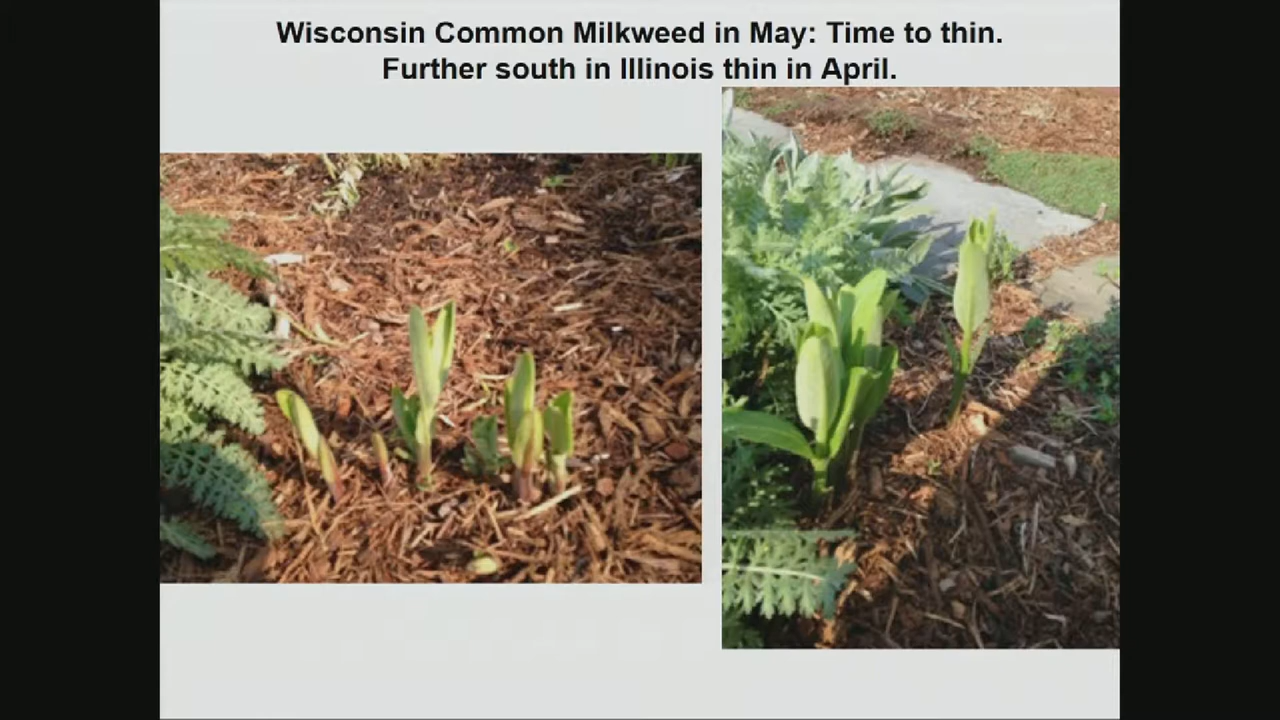 Wisconsin Common Milkweed in May: Time to thin.
Further south in Illinois thin in April.